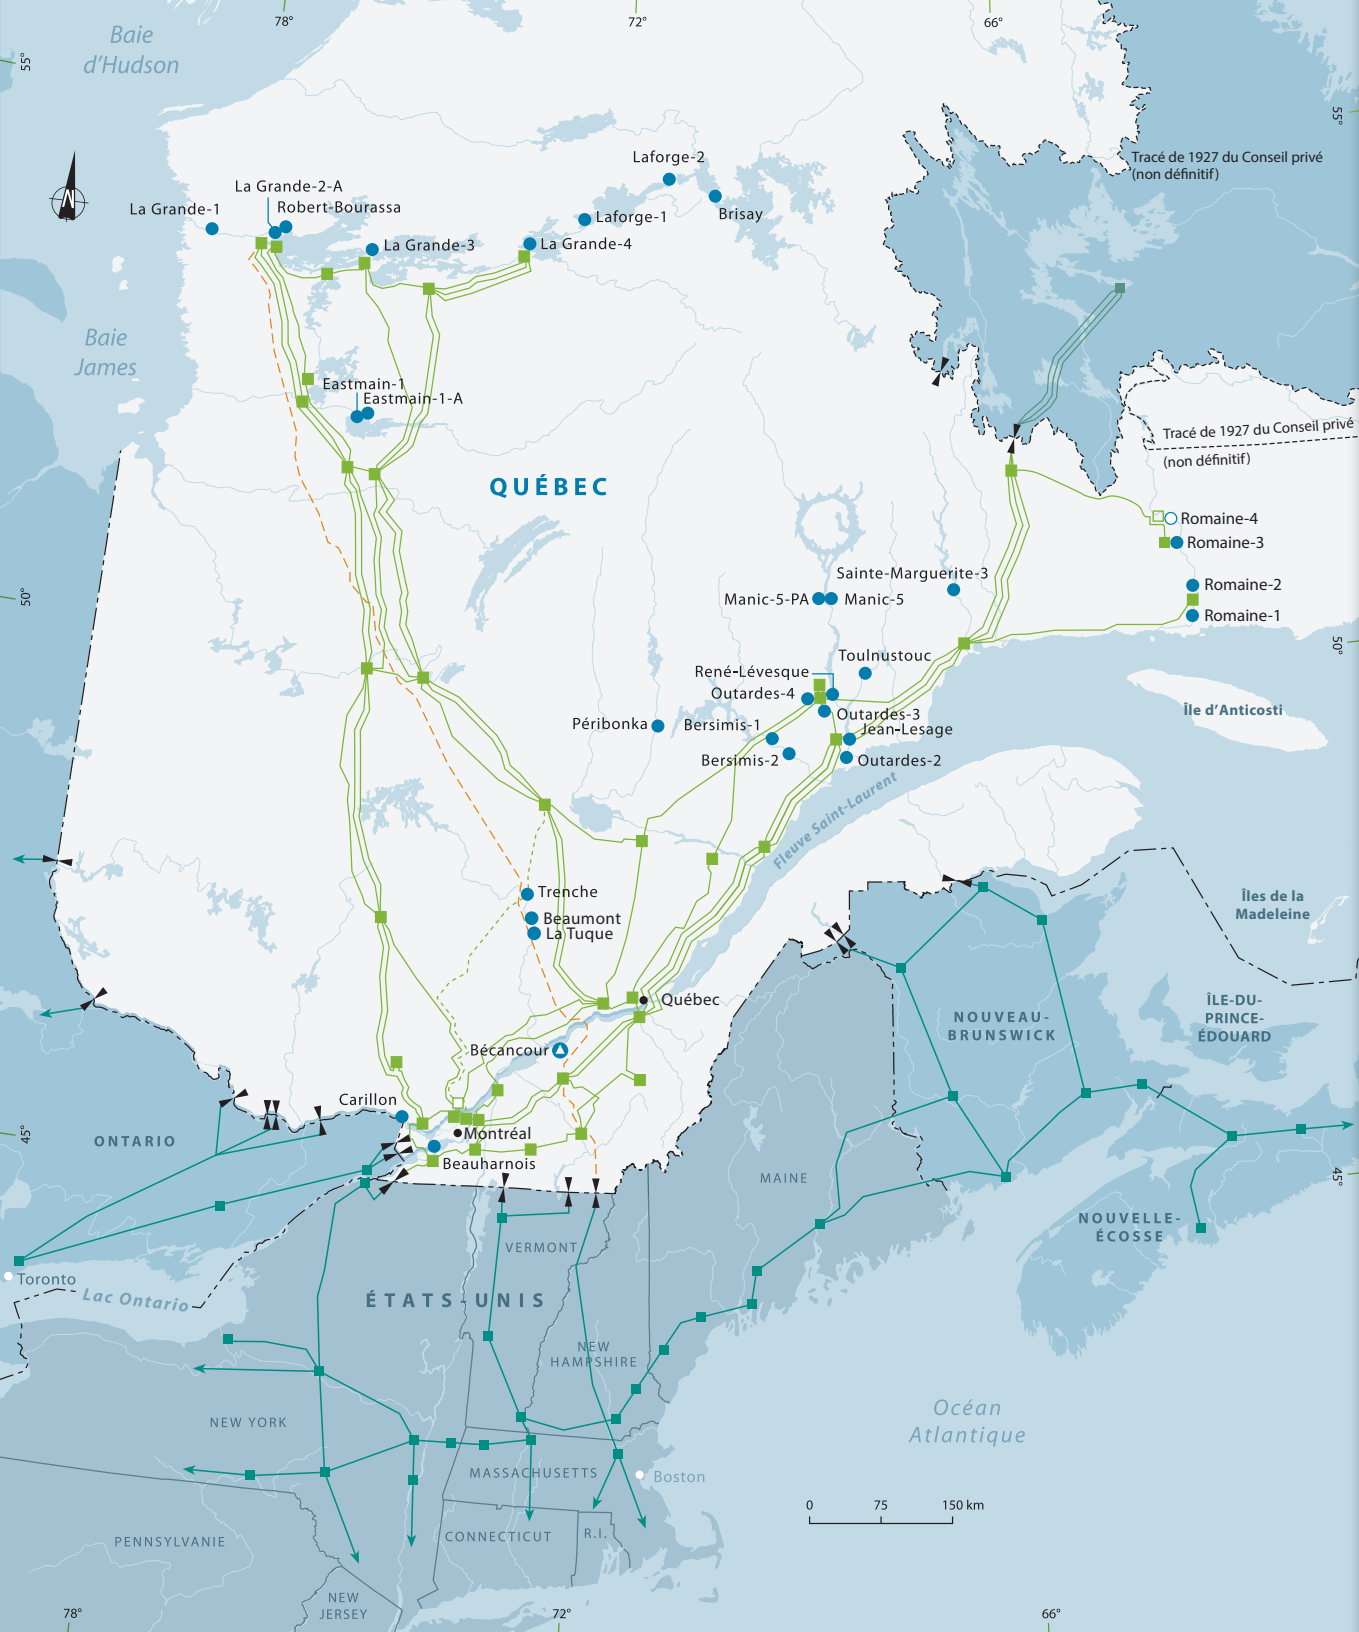 78°
72°
66°
Baie
d'Hudson
55°
55°
Tracé de 1927 du Conseil privé
(non définitif)
Laforge-2
La Grande-2-A
Robert-Bourassa
La Grande-1
N
Brisay
Laforge-1
La Grande-3
La Grande-4
Baie
James
Eastmain-1
Eastmain-1-A
Tracé de 1927 du Conseil privé
(non définitif)
QUÉBEC
Romaine-4
Romaine-3
Sainte-Marguerite-3
Romaine-2
50°
Manic-5-PA
Manic-5
Romaine-1
50°
Toulnustouc
René-Lévesque
Outardes-4
Île d'Anticosti
Outardes-3
Péribonka
Bersimis-1
Jean-Lesage
Bersimis-2
Outardes-2
Fleuve Saint-Laurent
Trenche
Îles de la
Madeleine
Beaumont
La Tuque
Québec
ÎLE-DU-
PRINCE-
ÉDOUARD
NOUVEAU-
BRUNSWICK
Bécancour
Carillon
45°
ONTARIO
Montréal
Beauharnois
MAINE
45°
NOUVELLE-
ÉCOSSE
VERMONT
Toronto
Lac Ontario
ÉTATS-UNIS
NEW
HAMPSHIRE
Océan
Atlantique
NEW YORK
MASSACHUSETTS
Boston
0
75
150 km
PENNSYLVANIE
CONNECTICUT
R.I.
NEW
JERSEY
78°
72°
66°